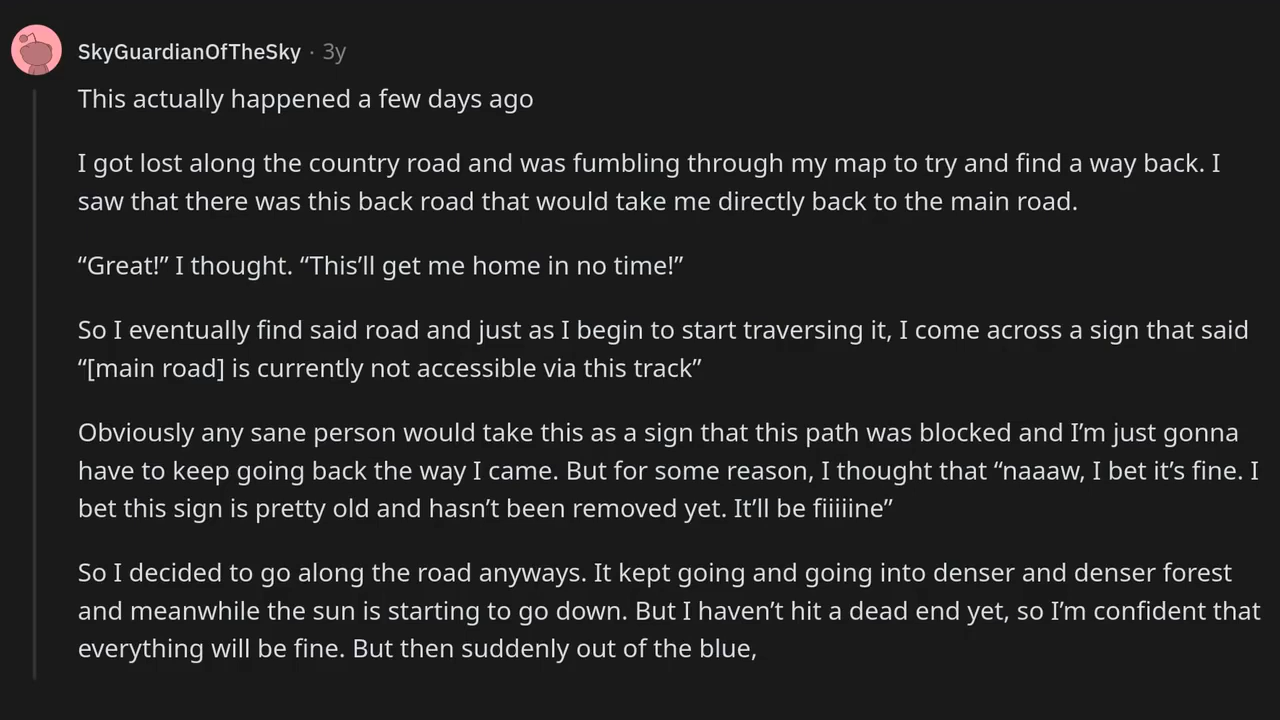 SkyGuardianOfTheSky · 3y
This actually happened a few days ago
I got lost along the country road and was fumbling through my map to try and find a way back. I
saw that there was this back road that would take me directly back to the main road.
“Great!” I thought. “This’ll get me home in no time!”
So I eventually find said road and just as I begin to start traversing it, I come across a sign that said
“[main road] is currently not accessible via this track”
Obviously any sane person would take this as a sign that this path was blocked and I’m just gonna
have to keep going back the way I came. But for some reason, I thought that “naaaw, I bet it’s fine. I
bet this sign is pretty old and hasn’t been removed yet. It’ll be fiiiiine”
So I decided to go along the road anyways. It kept going and going into denser and denser forest
and meanwhile the sun is starting to go down. But I haven’t hit a dead end yet, so I’m confident that
everything will be fine. But then suddenly out of the blue,